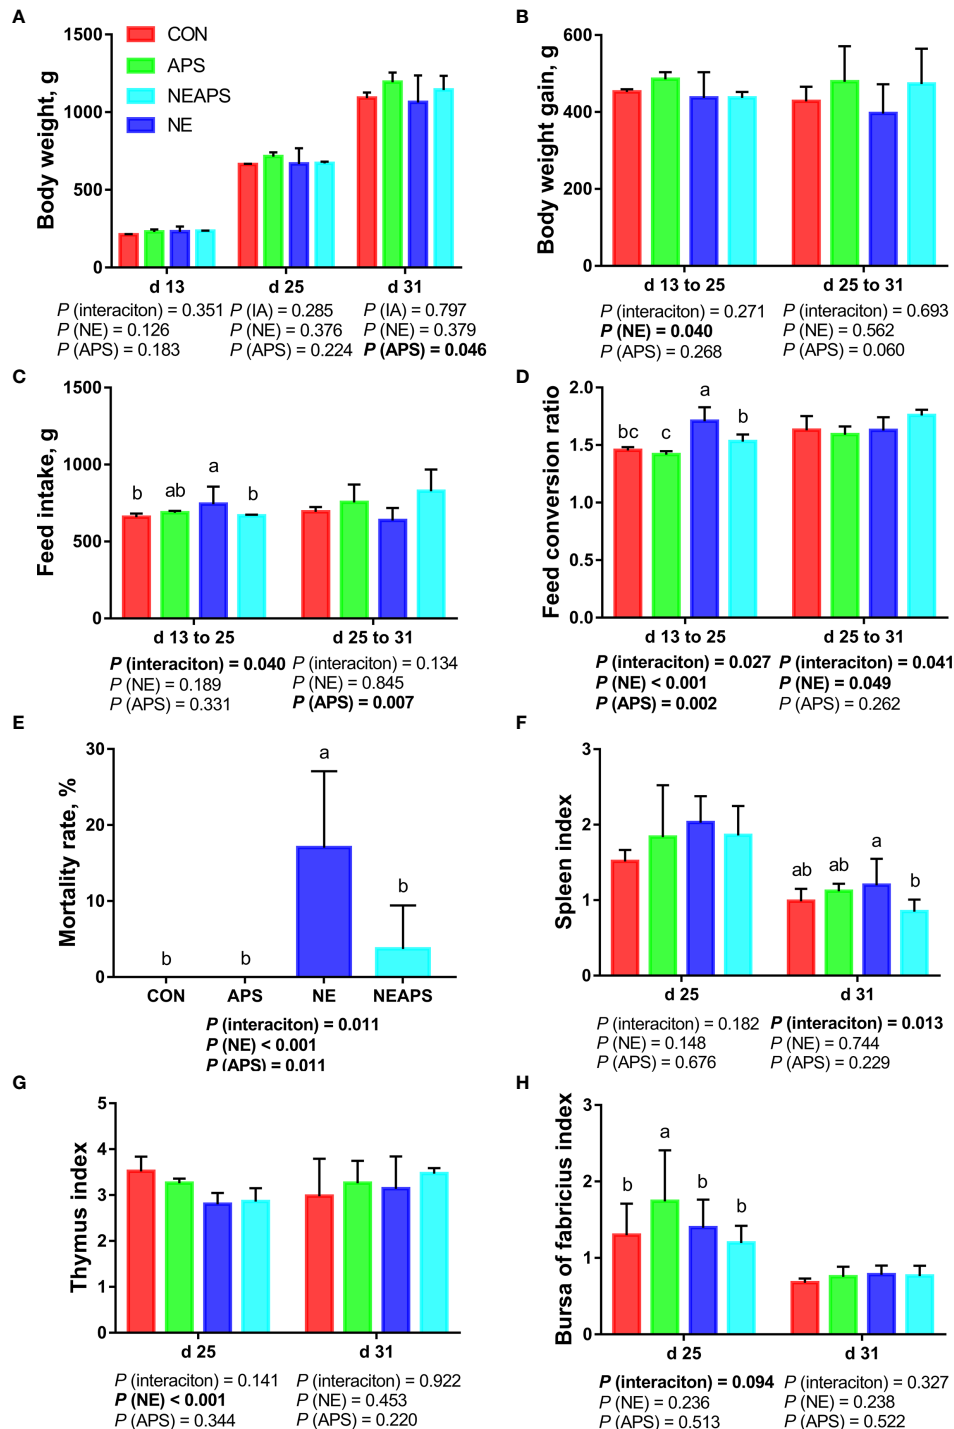 A
Body weight, g
1500
1000
500
0
CON
APS
NEAPS
NE
d 13
d 25
d 31
P (interaciton) = 0.351
P (NE) = 0.126
P (APS) = 0.183
P (IA) = 0.285
P (NE) = 0.376
P (APS) = 0.224
P (IA) = 0.797
P (NE) = 0.379
P (APS) = 0.046
B
Body weight gain, g
600
400
200
0
d 13 to 25
d 25 to 31
P (interaciton) = 0.271
P (NE) = 0.040
P (APS) = 0.268
P (interaciton) = 0.693
P (NE) = 0.562
P (APS) = 0.060
C
Feed intake, g
1500
1000
500
0
b
ab
a
b
d 13 to 25
d 25 to 31
P (interaciton) = 0.040
P (NE) = 0.189
P (APS) = 0.331
P (interaciton) = 0.134
P (NE) = 0.845
P (APS) = 0.007
D
Feed conversion ratio
2.0
1.5
1.0
0.5
0.0
bc
c
a
b
d 13 to 25
d 25 to 31
P (interaciton) = 0.027
P (NE) < 0.001
P (APS) = 0.002
P (interaciton) = 0.041
P (NE) = 0.049
P (APS) = 0.262
E
Mortality rate, %
30
20
10
0
b
b
a
b
CON
APS
NE
NEAPS
P (interaciton) = 0.011
P (NE) < 0.001
P (APS) = 0.011
F
Spleen index
3
2
1
0
ab
ab
a
b
d 25
d 31
P (interaciton) = 0.182
P (NE) = 0.148
P (APS) = 0.676
P (interaciton) = 0.013
P (NE) = 0.744
P (APS) = 0.229
G
Thymus index
5
4
3
2
1
0
d 25
d 31
P (interaciton) = 0.141
P (NE) < 0.001
P (APS) = 0.344
P (interaciton) = 0.922
P (NE) = 0.453
P (APS) = 0.220
H
Bursa of fabricius index
3
2
1
0
b
a
b
b
d 25
d 31
P (interaciton) = 0.094
P (NE) = 0.236
P (APS) = 0.513
P (interaciton) = 0.327
P (NE) = 0.238
P (APS) = 0.522